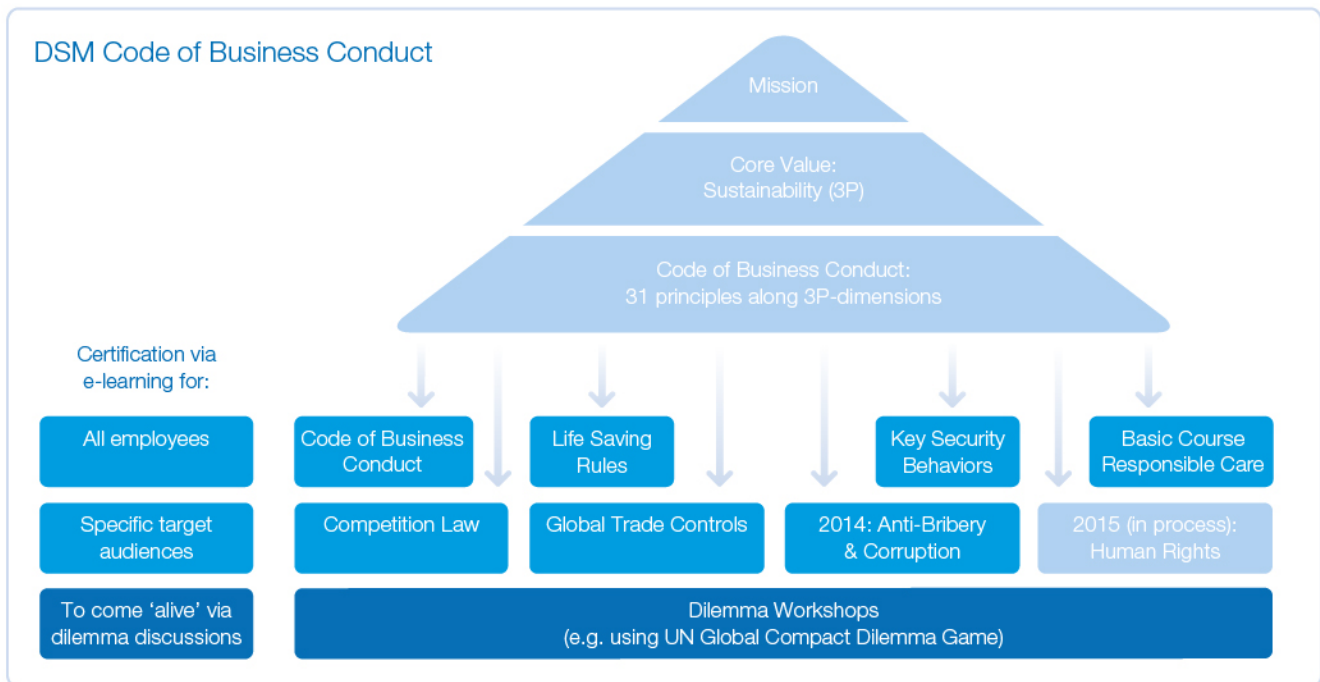 DSM Code of Business Conduct
Mission
Core Value:
Sustainability (3P)
Code of Business Conduct:
31 principles along 3P-dimensions
Certification via
e-learning for:
All employees
Code of Business
Conduct
Life Saving
Rules
Key Security
Behaviors
Basic Course
Responsible Care
Specific target
audiences
Competition Law
Global Trade Controls
2014: Anti-Bribery
& Corruption
2015 (in process):
Human Rights
To come ‘alive’ via
dilemma discussions
Dilemma Workshops
(e.g. using UN Global Compact Dilemma Game)